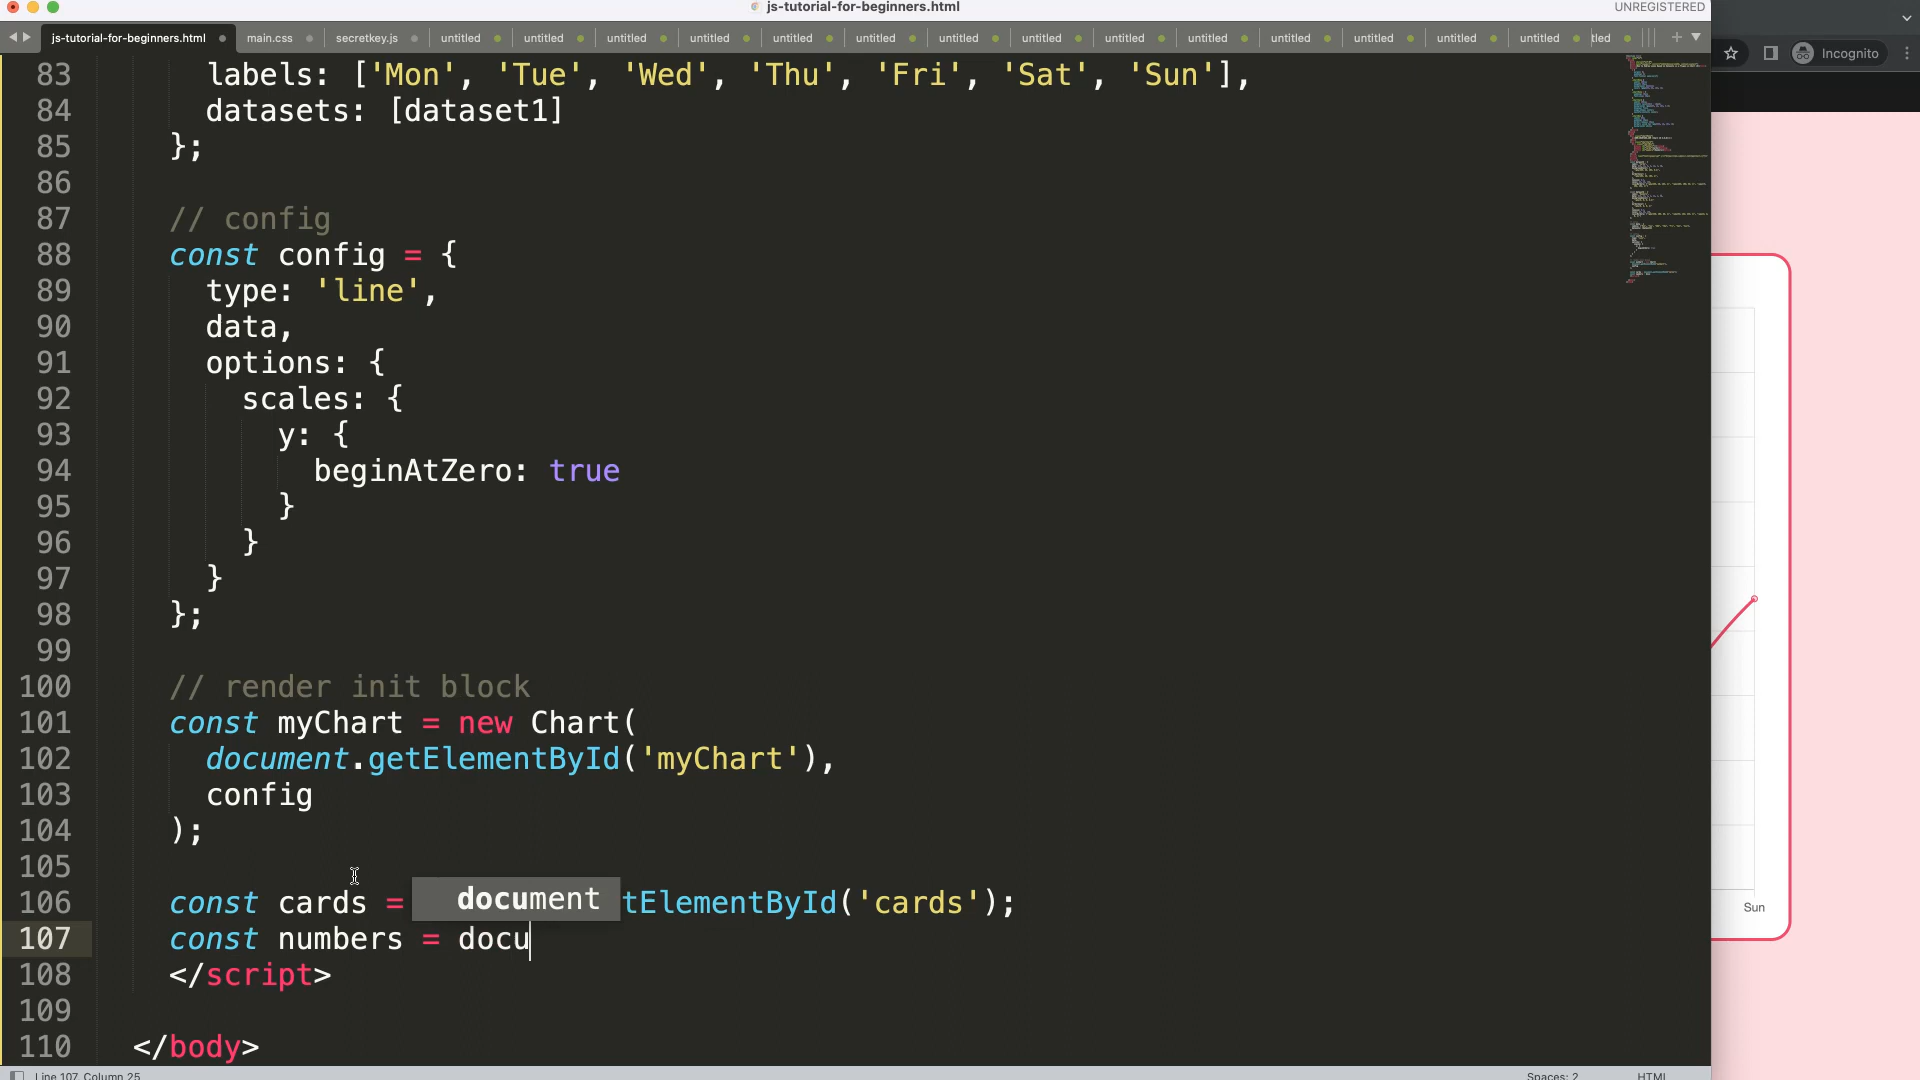 js-tutorial-for-beginners.html
UNREGISTERED
js-tutorial-for-beginners.html main.css secretkey.js untitled untitled untitled untitled untitled untitled untitled untitled untitled untitled untitled untitled untitled untitled tled
Incognito
83 labels: ['Mon', 'Tue', 'Wed', 'Thu', 'Fri', 'Sat', 'Sun'],
84 datasets: [dataset1]
85 };
86
87 // config
88 const config = {
89 type: 'line',
90 data,
91 options: {
92 scales: {
93 y: {
94 beginAtZero: true
95 }
96 }
97 }
98 };
99
100 // render init block
101 const myChart = new Chart(
102 document.getElementById('myChart'),
103 config
104 );
105
106 const cards = tElementById('cards');
document
107 const numbers = docu
108 </script>
109
110 </body>
Sun
Line 107, Column 25
Spaces: 2
HTML